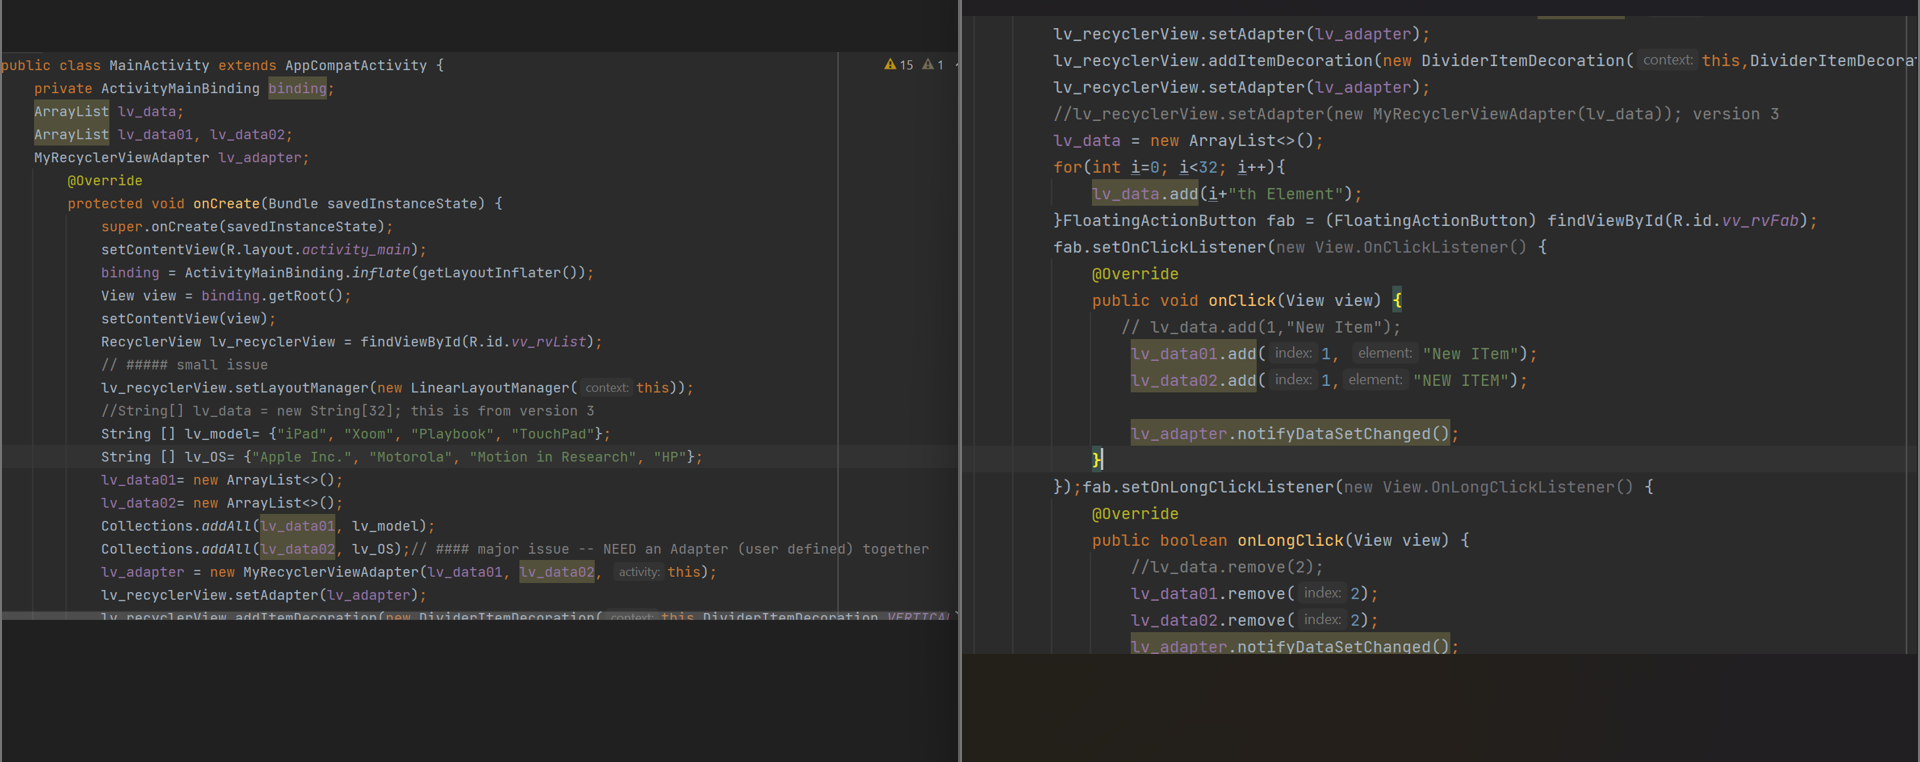 public class MainActivity extends AppCompatActivity {
15 1
private ActivityMainBinding binding;
ArrayList lv_data;
ArrayList lv_data01, lv_data02;
MyRecyclerViewAdapter lv_adapter;
@Override
protected void onCreate(Bundle savedInstanceState) {
super.onCreate(savedInstanceState);
setContentView(R.layout.activity_main);
binding = ActivityMainBinding.inflate(getLayoutInflater());
View view = binding.getRoot();
setContentView(view);
RecyclerView lv_recyclerView = findViewById(R.id.vv_rvList);
// ##### small issue
lv_recyclerView.setLayoutManager(new LinearLayoutManager( context: this));
//String[] lv_data = new String[32]; this is from version 3
String [] lv_model= {"iPad", "Xoom", "Playbook", "TouchPad"};
String [] lv_OS= {"Apple Inc.", "Motorola", "Motion in Research", "HP"};
lv_data01= new ArrayList<>();
lv_data02= new ArrayList<>();
Collections.addAll(lv_data01, lv_model);
Collections.addAll(lv_data02, lv_OS);// #### major issue -- NEED an Adapter (user defined) together
lv_adapter = new MyRecyclerViewAdapter(lv_data01, lv_data02, activity: this);
lv_recyclerView.setAdapter(lv_adapter);
lv_recyclerView.addItemDecoration(new DividerItemDecoration( context: this,DividerItemDecoration.VERTICAL
lv_recyclerView.setAdapter(lv_adapter);
lv_recyclerView.addItemDecoration(new DividerItemDecoration( context: this,DividerItemDecorat
lv_recyclerView.setAdapter(lv_adapter);
//lv_recyclerView.setAdapter(new MyRecyclerViewAdapter(lv_data)); version 3
lv_data = new ArrayList<>();
for(int i=0; i<32; i++){
lv_data.add(i+"th Element");
}FloatingActionButton fab = (FloatingActionButton) findViewById(R.id.vv_rvFab);
fab.setOnClickListener(new View.OnClickListener() {
@Override
public void onClick(View view) {
// lv_data.add(1,"New Item");
lv_data01.add( index: 1, element: "New ITem");
lv_data02.add( index: 1, element: "NEW ITEM");
lv_adapter.notifyDataSetChanged();
}
});fab.setOnLongClickListener(new View.OnLongClickListener() {
@Override
public boolean onLongClick(View view) {
//lv_data.remove(2);
lv_data01.remove( index: 2);
lv_data02.remove( index: 2);
lv_adapter.notifyDataSetChanged();